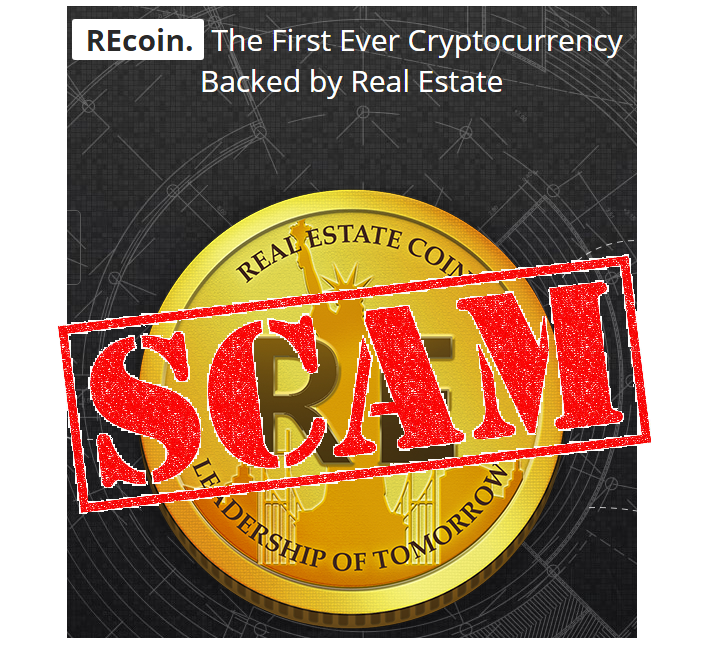 REcoin. The First Ever Cryptocurrency
Backed by Real Estate
REAL ESTATE COIN
SCAM
RE
LEADERSHIP OF TOMORROW